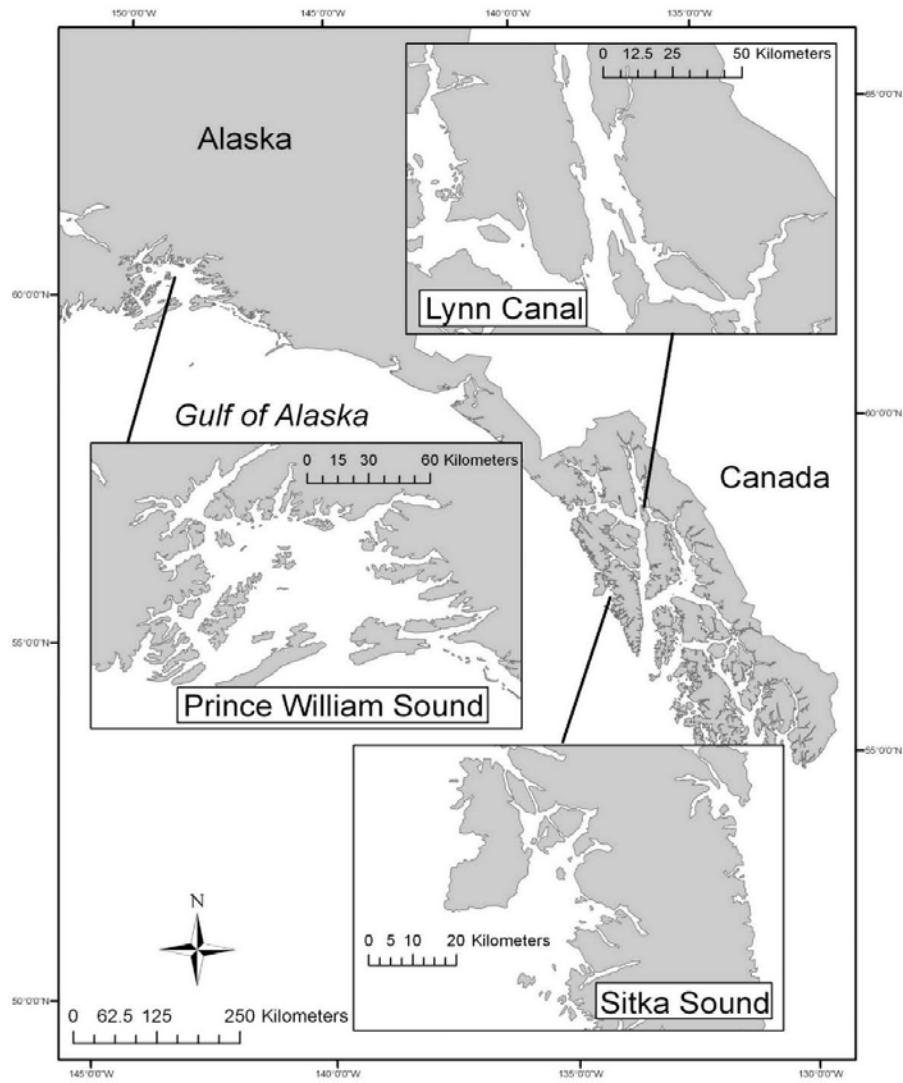 150°0'0"W 145°0'0"W 140°0'0"W 135°0'0"W
0 12.5 25 50 Kilometers
65°0'0"N
Alaska
Lynn Canal
60°0'0"N
Gulf of Alaska
60°0'0"N
0 15 30 60 Kilometers
Canada
55°0'0"N
Prince William Sound
55°0'0"N
N
0 5 10 20 Kilometers
Sitka Sound
50°0'0"N
0 62.5 125 250 Kilometers
145°0'0"W 140°0'0"W 135°0'0"W 130°0'0"W